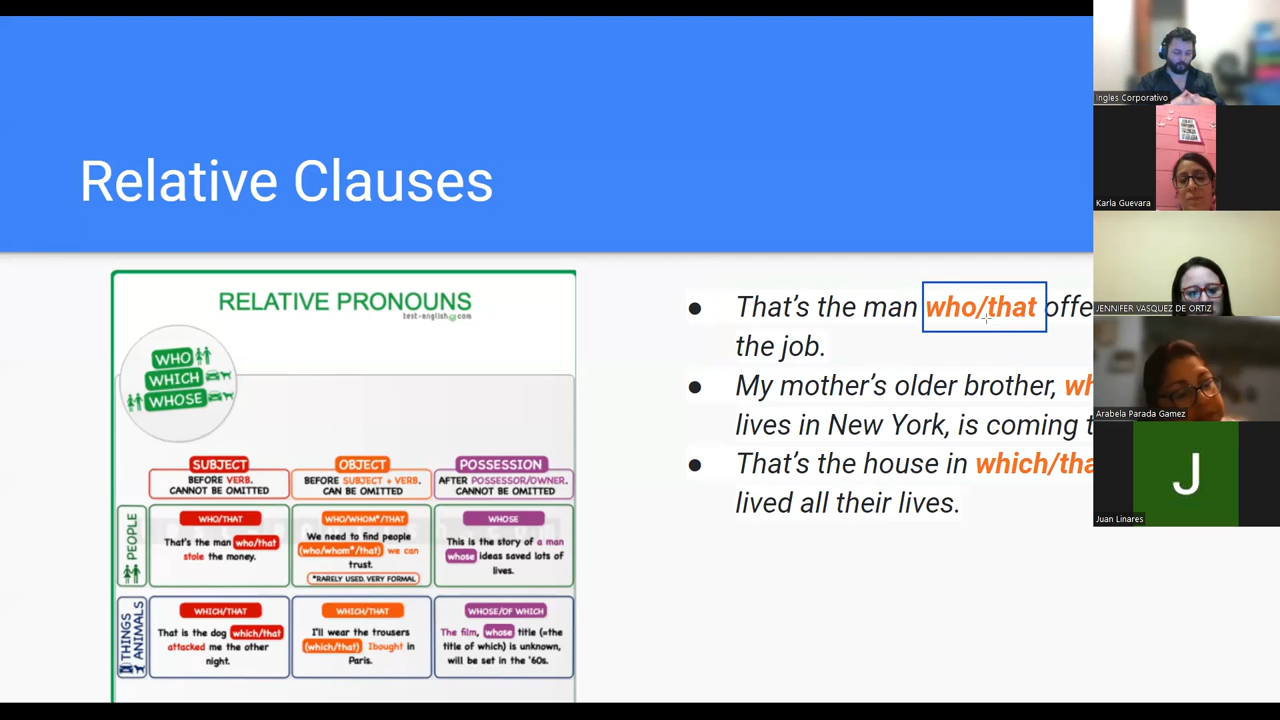 Relative Clauses
RELATIVE PRONOUNS
test-english.com
WHO
WHICH
WHOSE
SUBJECT
BEFORE VERB.
CANNOT BE OMITTED
OBJECT
BEFORE SUBJECT + VERB.
CAN BE OMITTED
POSSESSION
AFTER POSSESSOR/OWNER.
CANNOT BE OMITTED
PEOPLE
WHO/THAT
That's the man who/that
stole the money.
WHO/WHOM*/THAT
We need to find people
(who/whom*/that) we can
trust.
*RARELY USED. VERY FORMAL
WHOSE
This is the story of a man
whose ideas saved lots of
lives.
THINGS
ANIMALS
WHICH/THAT
That is the dog which/that
attacked me the other
night.
WHICH/THAT
I'll wear the trousers
(which/that) Ibought in
Paris.
WHOSE/OF WHICH
The film, whose title (=the
title of which) is unknown,
will be set in the '60s.
● That's the man who/that offe
the job.
● My mother's older brother, wh
lives in New York, is coming t
● That's the house in which/tha
lived all their lives.
Ingles Corporativo
Karla Guevara
JENNIFER VASQUEZ DE ORTIZ
Arabela Parada Gamez
J
Juan Linares